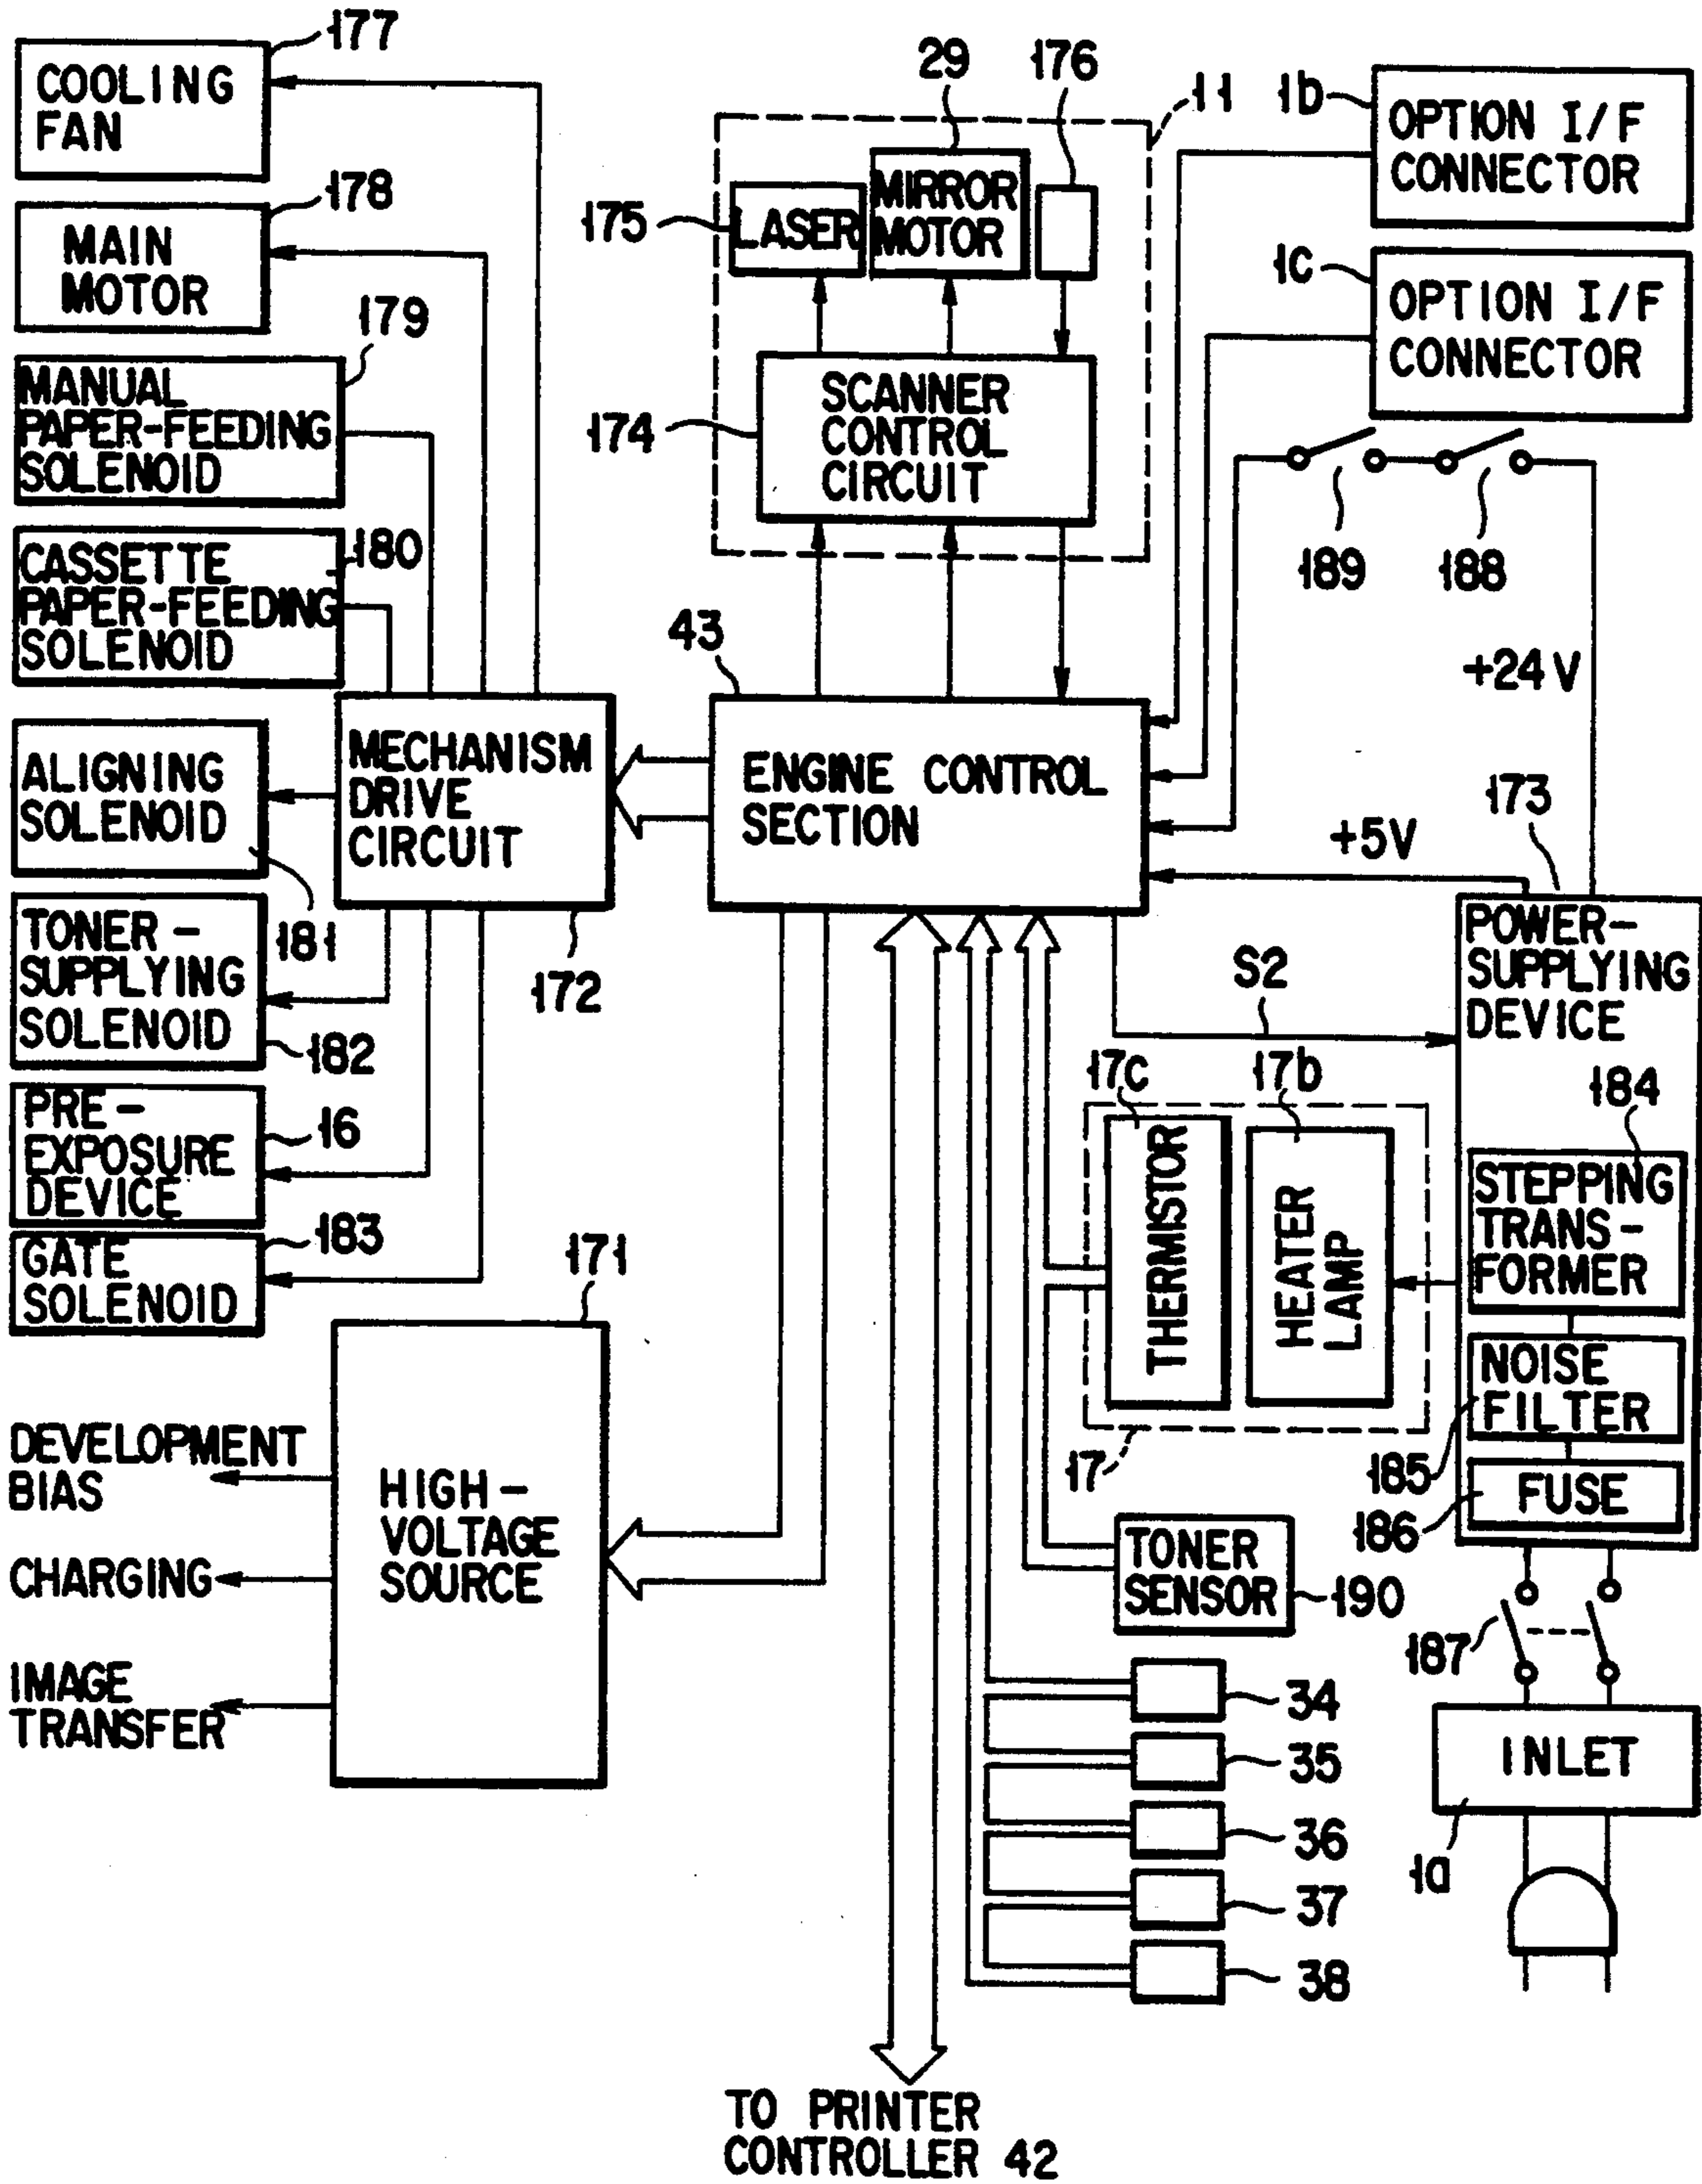 177
COOLING
FAN
178
MAIN
MOTOR
179
MANUAL
PAPER-FEEDING
SOLENOID
180
CASSETTE
PAPER-FEEDING
SOLENOID
ALIGNING
SOLENOID
181
TONER-
SUPPLYING
SOLENOID
182
PRE-
EXPOSURE
DEVICE
16
GATE
SOLENOID
183
MECHANISM
DRIVE
CIRCUIT
172
29
176
11
175
LASER
MIRROR
MOTOR
174
SCANNER
CONTROL
CIRCUIT
43
ENGINE CONTROL
SECTION
1b
OPTION I/F
CONNECTOR
1c
OPTION I/F
CONNECTOR
189
188
+24V
173
+5V
S2
POWER-
SUPPLYING
DEVICE
184
STEPPING
TRANS-
FORMER
NOISE
FILTER
185
FUSE
186
17c
17b
THERMISTOR
HEATER
LAMP
17
TONER
SENSOR
190
187
INLET
1a
34
35
36
37
38
171
HIGH-
VOLTAGE
SOURCE
DEVELOPMENT
BIAS
CHARGING
IMAGE
TRANSFER
TO PRINTER
CONTROLLER 42